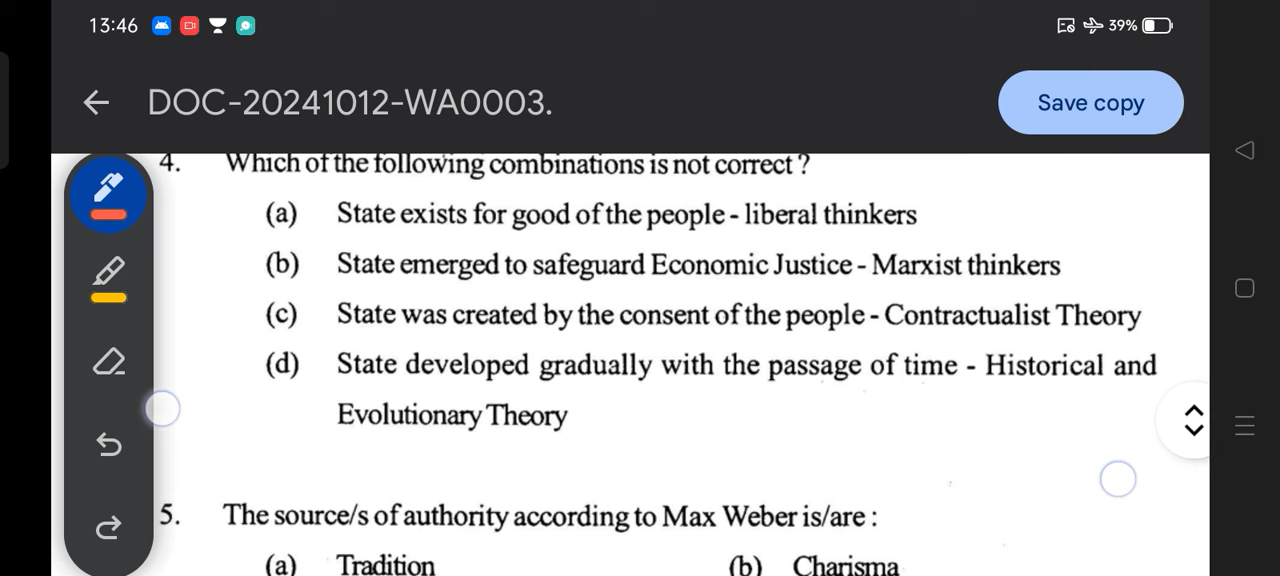 13:46
39%
DOC-20241012-WA0003.
Save copy
4. Which of the following combinations is not correct ?
(a) State exists for good of the people - liberal thinkers
(b) State emerged to safeguard Economic Justice - Marxist thinkers
(c) State was created by the consent of the people - Contractualist Theory
(d) State developed gradually with the passage of time - Historical and
Evolutionary Theory
5. The source/s of authority according to Max Weber is/are :
(a) Tradition (b) Charisma